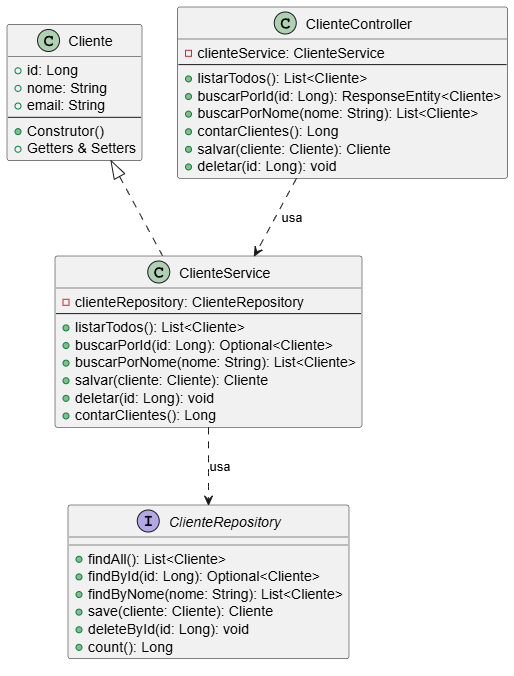 C Cliente
id: Long
nome: String
email: String
Construtor()
Getters & Setters
C ClienteController
clienteService: ClienteService
listarTodos(): List<Cliente>
buscarPorId(id: Long): ResponseEntity<Cliente>
buscarPorNome(nome: String): List<Cliente>
contarClientes(): Long
salvar(cliente: Cliente): Cliente
deletar(id: Long): void
usa
C ClienteService
clienteRepository: ClienteRepository
listarTodos(): List<Cliente>
buscarPorId(id: Long): Optional<Cliente>
buscarPorNome(nome: String): List<Cliente>
salvar(cliente: Cliente): Cliente
deletar(id: Long): void
contarClientes(): Long
usa
I ClienteRepository
findAll(): List<Cliente>
findById(id: Long): Optional<Cliente>
findByNome(nome: String): List<Cliente>
save(cliente: Cliente): Cliente
deleteById(id: Long): void
count(): Long